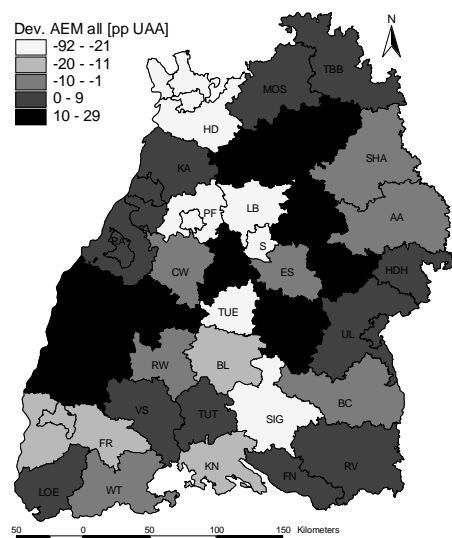 Dev. AEM all [pp UAA]
-92 - -21
-20 - -11
-10 - -1
0 - 9
10 - 29
N
TBB
MOS
HD
KA
SHA
PF
LB
AA
RA
S
CW
ES
HDH
TUE
UL
RW
BL
BC
VS
TUT
SIG
FR
KN
RV
FN
LOE
WT
50 0 50 100 150 Kilometers